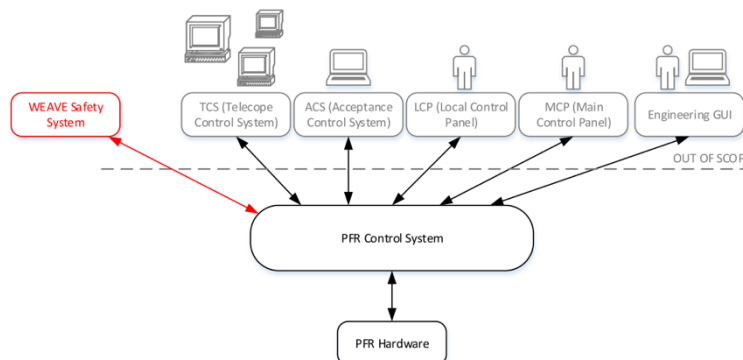 WEAVE Safety
System
TCS (Telecope
Control System)
ACS (Acceptance
Control System)
LCP (Local Control
Panel)
MCP (Main
Control Panel)
Engineering GUI
OUT OF SCOP
PFR Control System
PFR Hardware